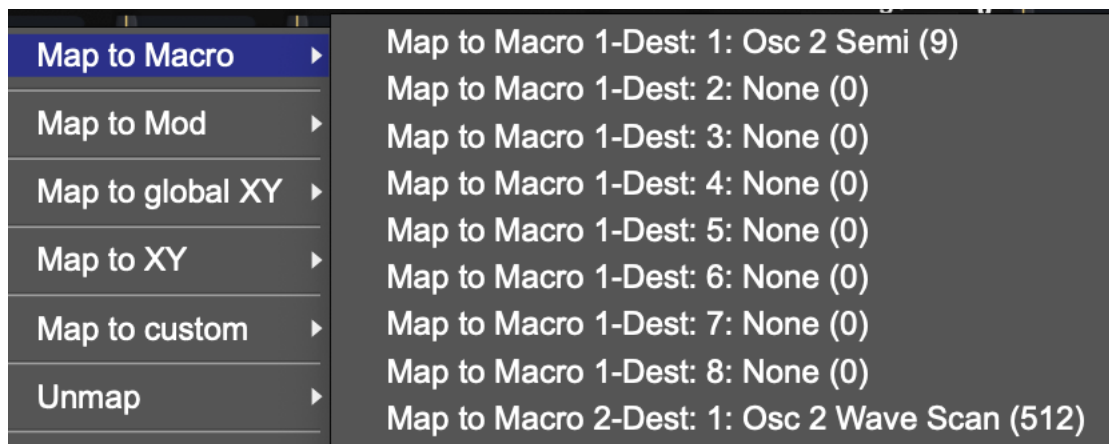 Map to Macro
Map to Mod
Map to global XY
Map to XY
Map to custom
Unmap
Map to Macro 1-Dest: 1: Osc 2 Semi (9)
Map to Macro 1-Dest: 2: None (0)
Map to Macro 1-Dest: 3: None (0)
Map to Macro 1-Dest: 4: None (0)
Map to Macro 1-Dest: 5: None (0)
Map to Macro 1-Dest: 6: None (0)
Map to Macro 1-Dest: 7: None (0)
Map to Macro 1-Dest: 8: None (0)
Map to Macro 2-Dest: 1: Osc 2 Wave Scan (512)